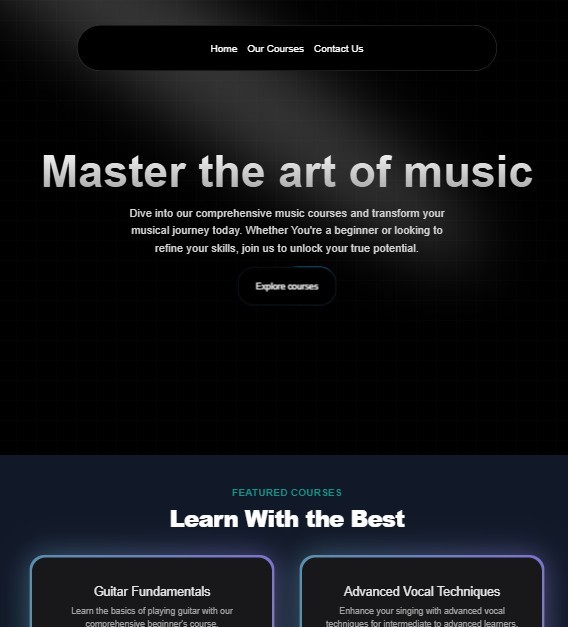 Home Our Courses Contact Us
Master the art of music
Dive into our comprehensive music courses and transform your
musical journey today. Whether You're a beginner or looking to
refine your skills, join us to unlock your true potential.
Explore courses
FEATURED COURSES
Learn With the Best
Guitar Fundamentals
Learn the basics of playing guitar with our
comprehensive beginner's course.
Advanced Vocal Techniques
Enhance your singing with advanced vocal
techniques for intermediate to advanced learners.